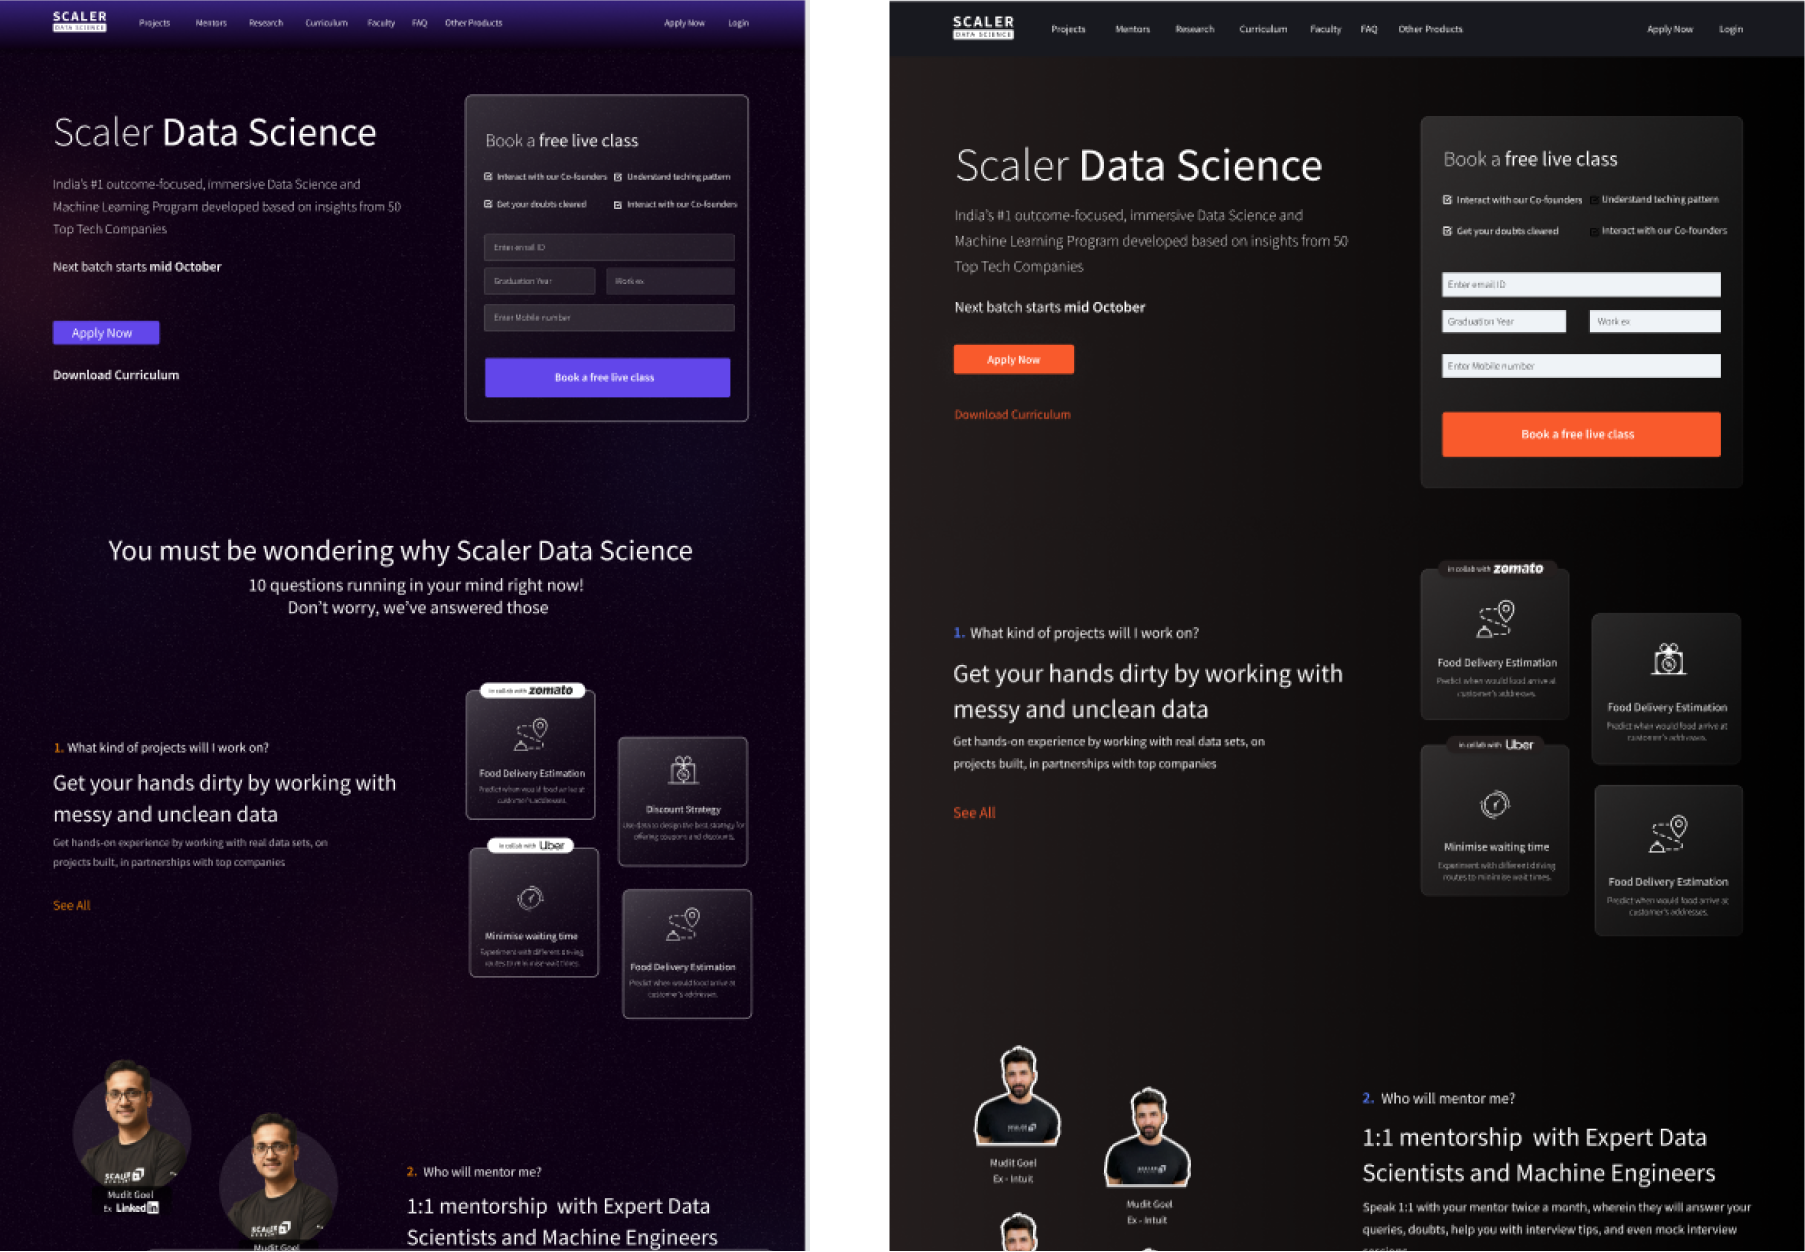 SCALER
DATA SCIENCE
Projects Mentors Research Curriculum Faculty FAQ Other Products Apply Now Login
Scaler Data Science
India's #1 outcome-focused, immersive Data Science and
Machine Learning Program developed based on insights from 50
Top Tech Companies
Next batch starts mid October
Apply Now
Download Curriculum
Book a free live class
Interact with our Co-founders Understand teching pattern
Get your doubts cleared Interact with our Co-founders
Enter email ID
Graduation Year Work ex
Enter Mobile number
Book a free live class
You must be wondering why Scaler Data Science
10 questions running in your mind right now!
Don't worry, we've answered those
1. What kind of projects will I work on?
Get your hands dirty by working with
messy and unclean data
Get hands-on experience by working with real data sets, on
projects built, in partnerships with top companies
See All
in collab with zomato
Food Delivery Estimation
Predict when would food arrive at
customer's addresses.
Discount Strategy
Use data to design the best strategy for
offering coupons and discounts.
in collab with Uber
Minimise waiting time
Experiment with different driving
routes to minimise wait times.
Food Delivery Estimation
Predict when would food arrive at
customer's addresses.
SCALER
Mudit Goel
Ex LinkedIn
SCALER
Mudit Goel
2. Who will mentor me?
1:1 mentorship with Expert Data
Scientists and Machine Engineers
SCALER
DATA SCIENCE
Projects Mentors Research Curriculum Faculty FAQ Other Products Apply Now Login
Scaler Data Science
India's #1 outcome-focused, immersive Data Science and
Machine Learning Program developed based on insights from 50
Top Tech Companies
Next batch starts mid October
Apply Now
Download Curriculum
Book a free live class
Interact with our Co-founders Understand teching pattern
Get your doubts cleared Interact with our Co-founders
Enter email ID
Graduation Year Work ex
Enter Mobile number
Book a free live class
1. What kind of projects will I work on?
Get your hands dirty by working with
messy and unclean data
Get hands-on experience by working with real data sets, on
projects built, in partnerships with top companies
See All
in collab with zomato
Food Delivery Estimation
Predict when would food arrive at
customer's addresses.
Food Delivery Estimation
Predict when would food arrive at
customer's addresses.
in collab with Uber
Minimise waiting time
Experiment with different driving
routes to minimise wait times.
Food Delivery Estimation
Predict when would food arrive at
customer's addresses.
SCALER
Mudit Goel
Ex - Intuit
SCALER
Mudit Goel
Ex - Intuit
2. Who will mentor me?
1:1 mentorship with Expert Data
Scientists and Machine Engineers
Speak 1:1 with your mentor twice a month, wherein they will answer your
queries, doubts, help you with interview tips, and even mock interview